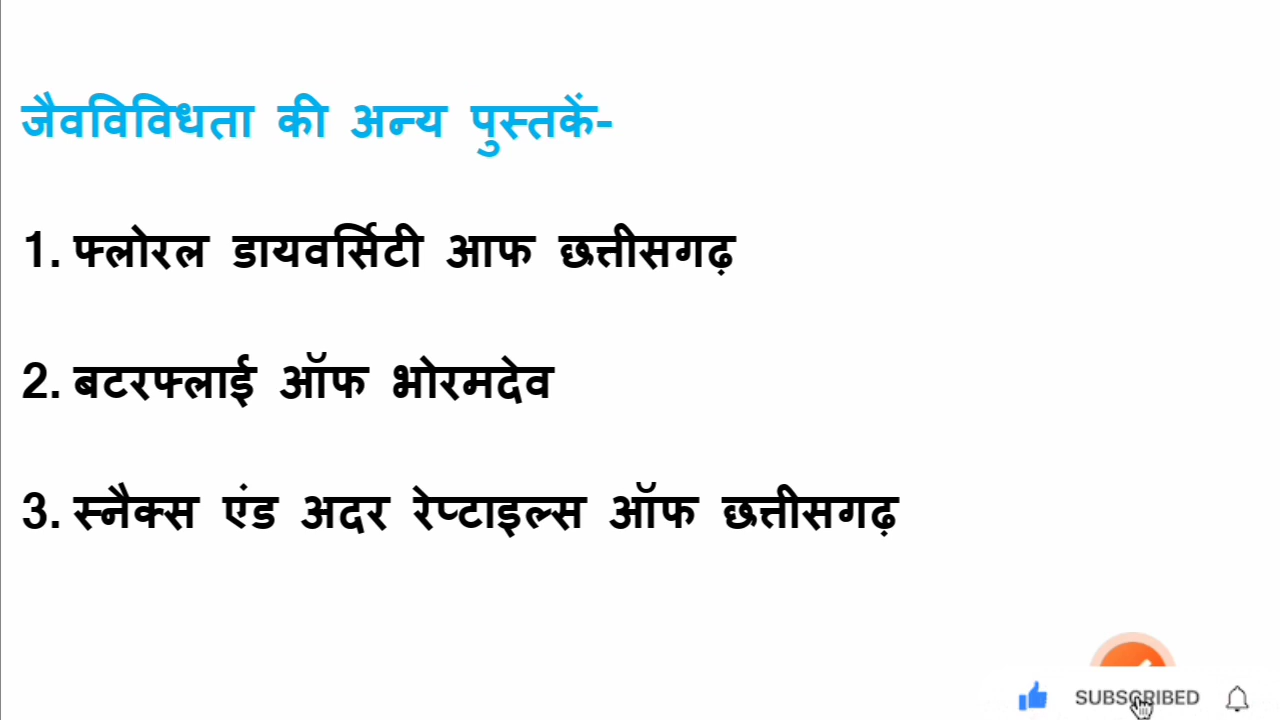 जैवविविधता की अन्य पुस्तकें-
1. फ्लोरल डायवर्सिटी आफ छत्तीसगढ़
2. बटरफ्लाई ऑफ भोरमदेव
3. स्नैक्स एंड अदर रेप्टाइल्स ऑफ छत्तीसगढ़
SUBSCRIBED